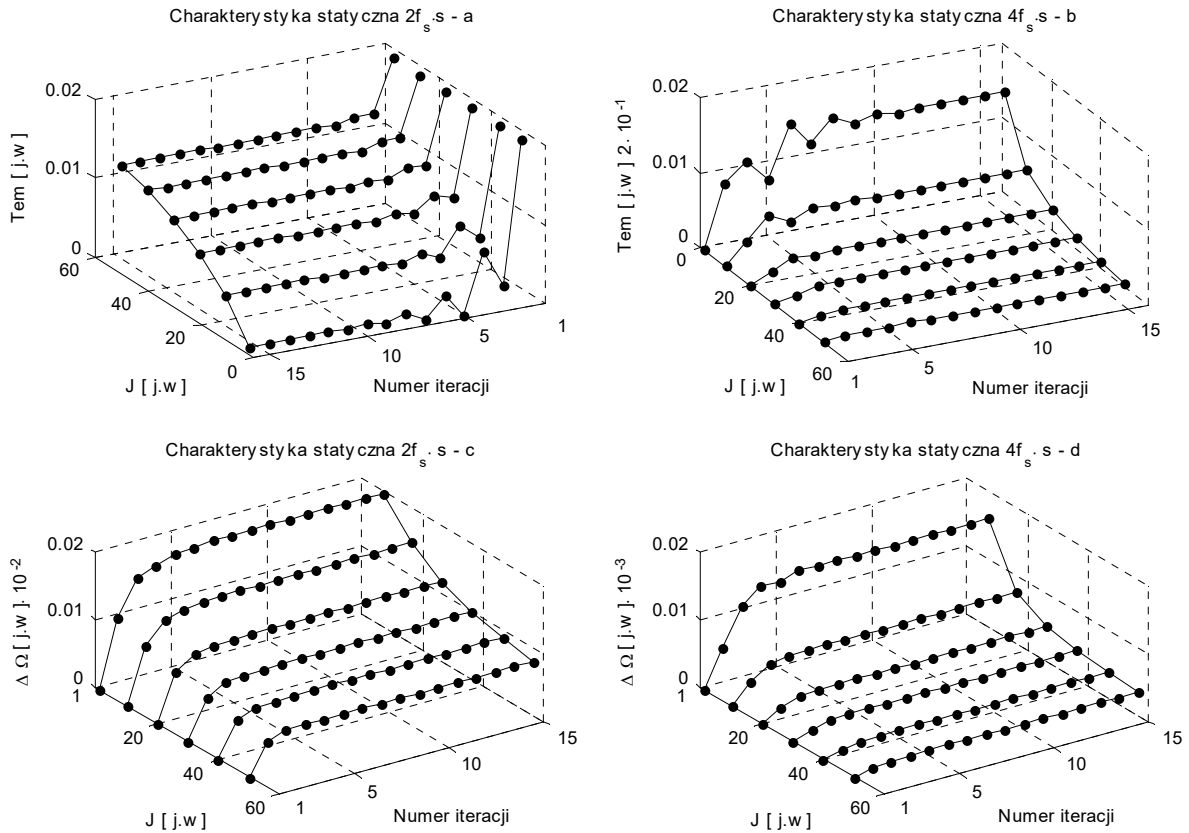 Charakterystyka statyczna 2fs·s - a
Tem [ j.w ]
0.02
0.01
0
60
40
20
0
J [ j.w ]
15
10
5
1
Numer iteracji
Charakterystyka statyczna 4fs·s - b
Tem [ j.w ] 2· 10-1
0.02
0.01
0
0
20
40
60
J [ j.w ]
1
5
10
15
Numer iteracji
Charakterystyka statyczna 2fs· s - c
Δ Ω [ j.w ]· 10-2
0.02
0.01
0
1
20
40
60
J [ j.w ]
1
5
10
15
Numer iteracji
Charakterystyka statyczna 4fs· s - d
Δ Ω [ j.w ]· 10-3
0.02
0.01
0
1
20
40
60
J [ j.w ]
1
5
10
15
Numer iteracji